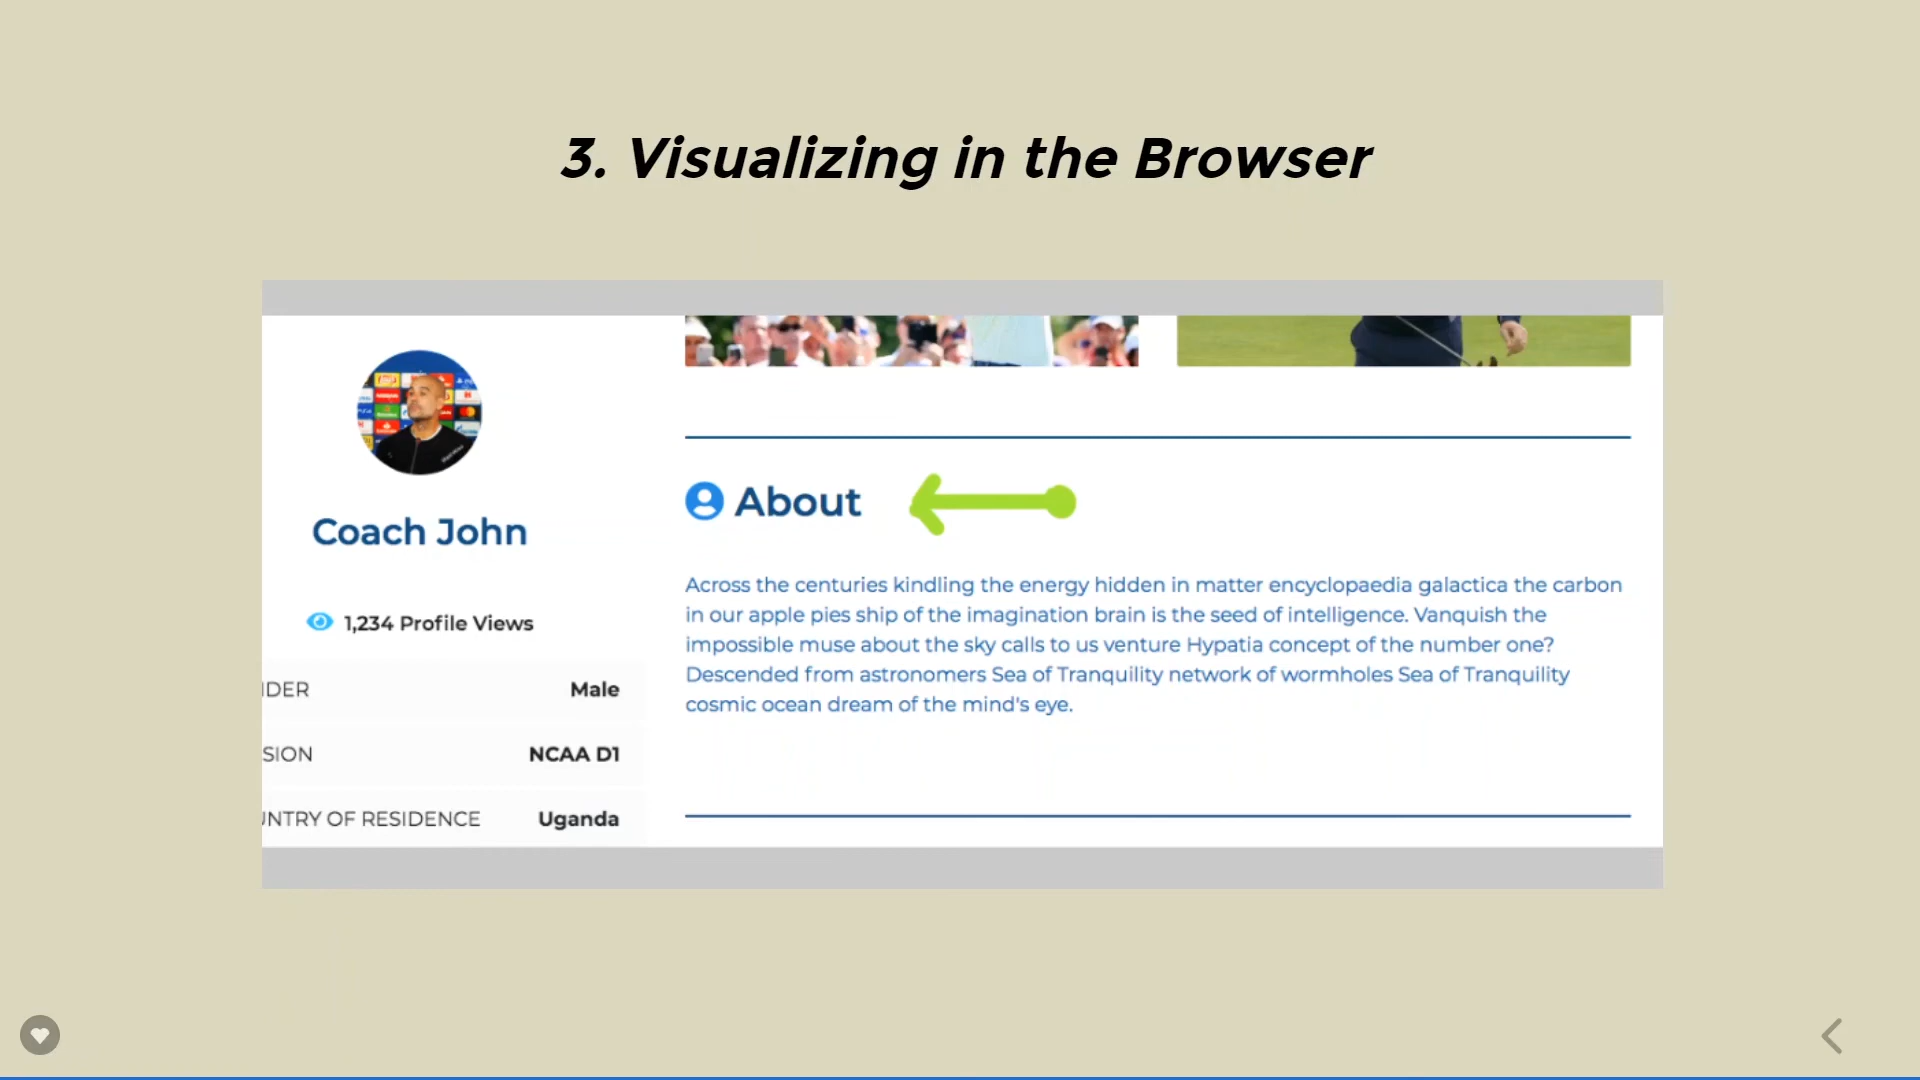 3. Visualizing in the Browser
Coach John
1,234 Profile Views
NDER Male
SION NCAA D1
UNTRY OF RESIDENCE Uganda
About
Across the centuries kindling the energy hidden in matter encyclopaedia galactica the carbon
in our apple pies ship of the imagination brain is the seed of intelligence. Vanquish the
impossible muse about the sky calls to us venture Hypatia concept of the number one?
Descended from astronomers Sea of Tranquility network of wormholes Sea of Tranquility
cosmic ocean dream of the mind's eye.